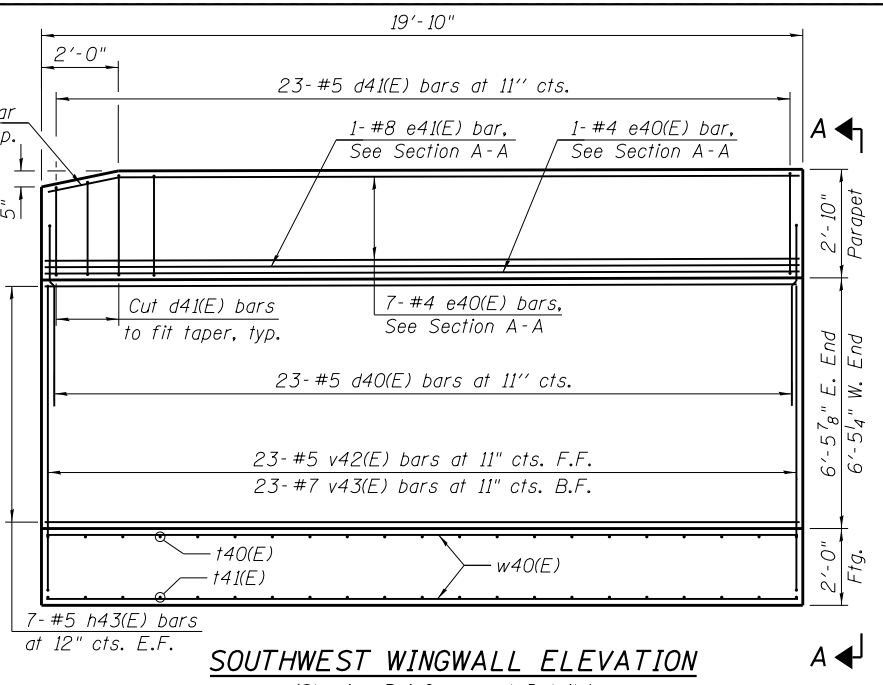 19'-10"
2'-0"
23- #5 d41(E) bars at 11'' cts.
1- #8 e41(E) bar,
See Section A-A
1- #4 e40(E) bar,
See Section A-A
A
5"
2'-10"
Parapet
Cut d41(E) bars
to fit taper, typ.
7- #4 e40(E) bars,
See Section A-A
23- #5 d40(E) bars at 11'' cts.
6'-5 7/8" E. End
6'-5 1/4" W. End
23- #5 v42(E) bars at 11" cts. F.F.
23- #7 v43(E) bars at 11" cts. B.F.
t40(E)
t41(E)
w40(E)
2'-0"
Ftg.
7- #5 h43(E) bars
at 12" cts. E.F.
SOUTHWEST WINGWALL ELEVATION
A